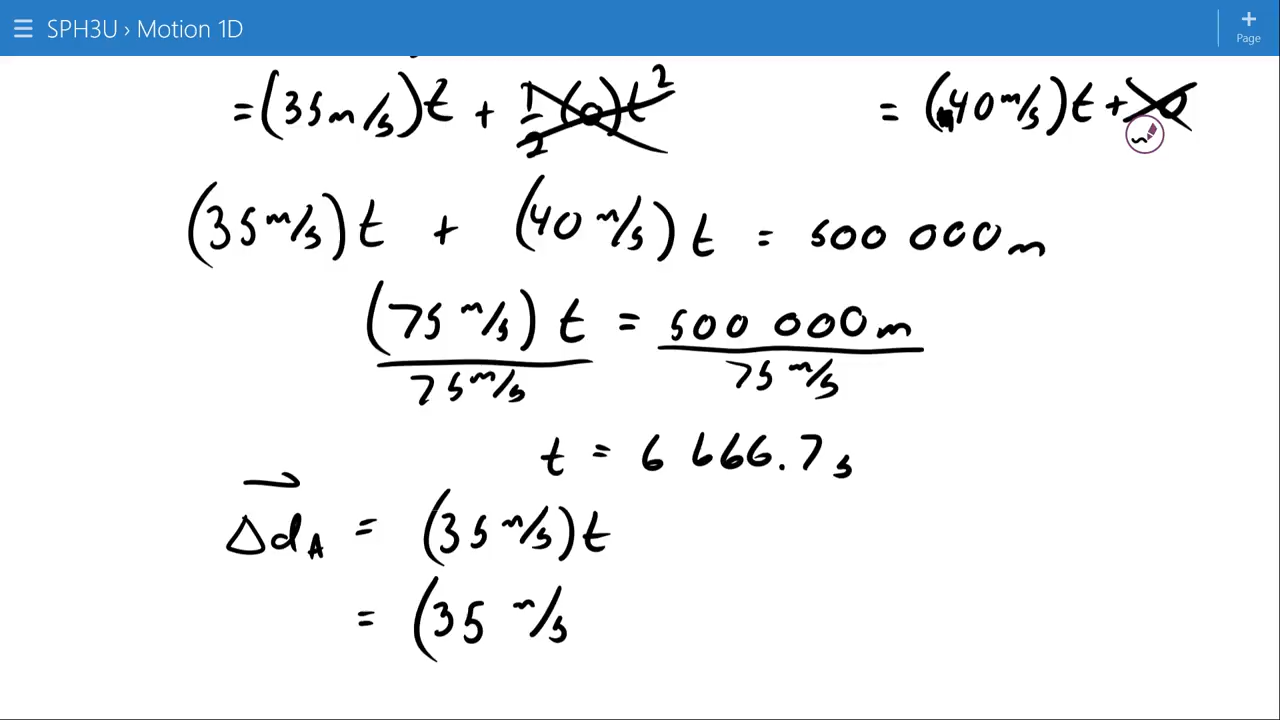 SPH3U › Motion 1D
Page
= (35 m/s) t + 1/2 (0) t²
= (40 m/s) t + 0
(35 m/s) t + (40 m/s) t = 500 000 m
(75 m/s) t = 500 000 m
75 m/s 75 m/s
t = 6 666.7 s
Δd⃗A = (35 m/s) t
= (35 m/s